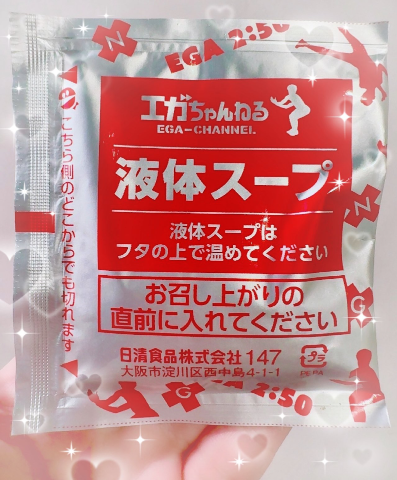 EGA 2:50
エガちゃんねる
EGA-CHANNEL
液体スープ
液体スープは
フタの上で温めてください
お召し上がりの
直前に入れてください
日清食品株式会社 147
大阪市淀川区西中島4-1-1
プラ
こちら側のどこからでも切れます
2:50